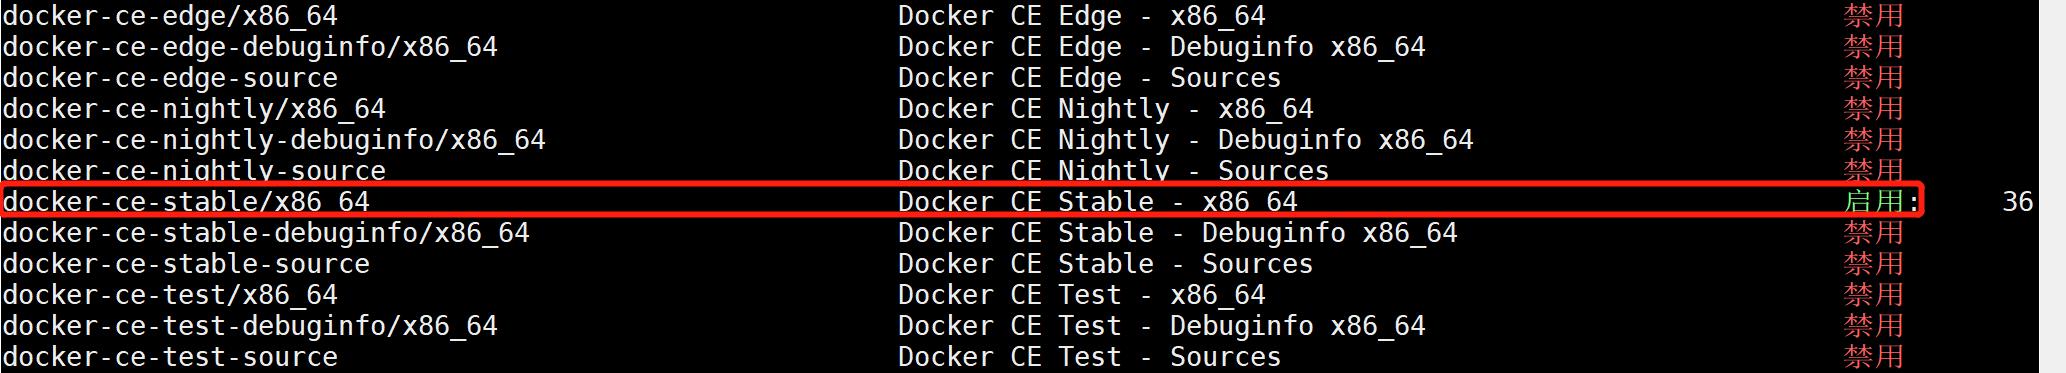 docker-ce-edge/x86_64 Docker CE Edge - x86_64 禁用
docker-ce-edge-debuginfo/x86_64 Docker CE Edge - Debuginfo x86_64 禁用
docker-ce-edge-source Docker CE Edge - Sources 禁用
docker-ce-nightly/x86_64 Docker CE Nightly - x86_64 禁用
docker-ce-nightly-debuginfo/x86_64 Docker CE Nightly - Debuginfo x86_64 禁用
docker-ce-nightly-source Docker CE Nightly - Sources 禁用
docker-ce-stable/x86_64 Docker CE Stable - x86_64 启用: 36
docker-ce-stable-debuginfo/x86_64 Docker CE Stable - Debuginfo x86_64 禁用
docker-ce-stable-source Docker CE Stable - Sources 禁用
docker-ce-test/x86_64 Docker CE Test - x86_64 禁用
docker-ce-test-debuginfo/x86_64 Docker CE Test - Debuginfo x86_64 禁用
docker-ce-test-source Docker CE Test - Sources 禁用